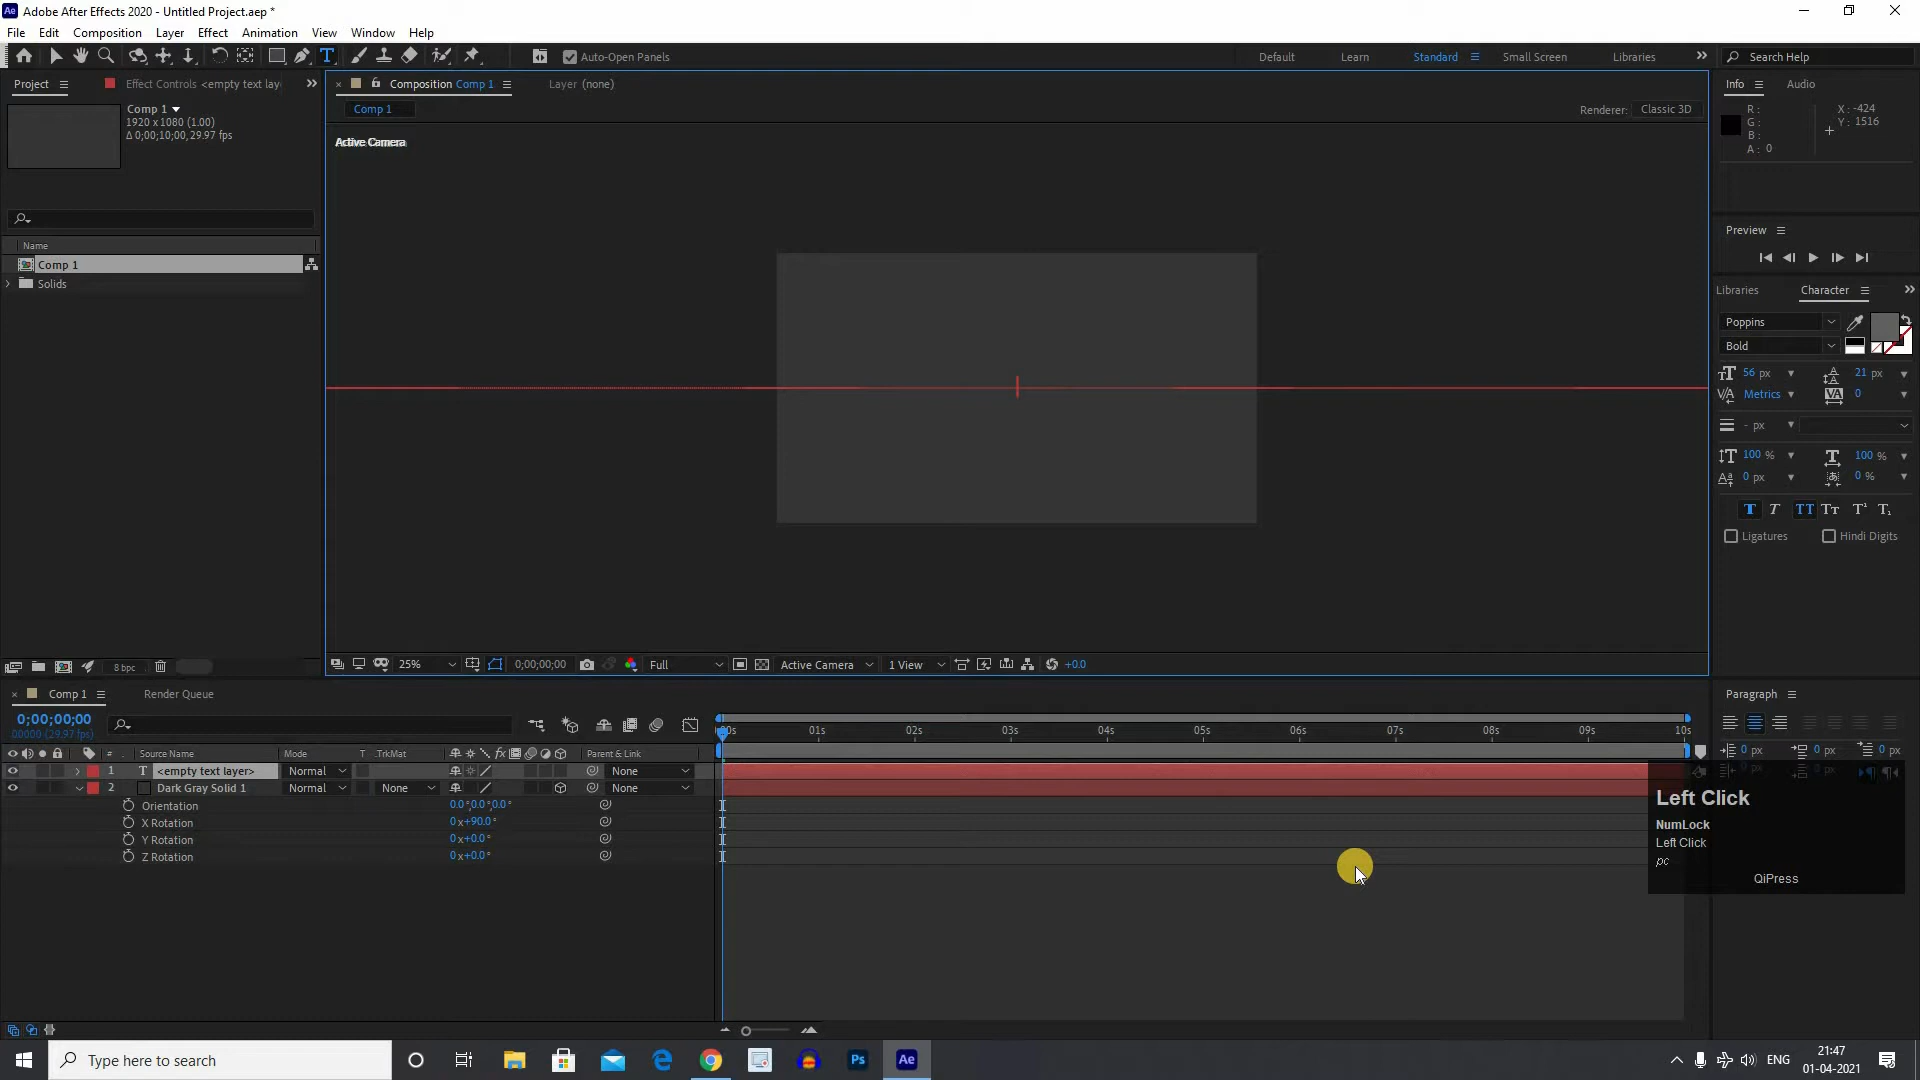 Adobe After Effects 2020 - Untitled Project.aep *
File Edit Composition Layer Effect Animation View Window Help
Auto-Open Panels Default Learn Standard Small Screen Libraries Search Help
Project Effect Controls <empty text lay Composition Comp 1 Layer (none) Info Audio
Comp 1
1920 x 1080 (1.00)
Δ 0;00;10;00, 29.97 fps
Comp 1 Renderer: Classic 3D
Active Camera
R : X : -424
G : Y : 1516
B :
A : 0
Name
Comp 1
Solids
Preview
Libraries Character
Poppins
Bold
56 px 21 px
Metrics 0
- px
100 % 100 %
0 px 0 %
T T TT Tт T¹ T₁
Ligatures Hindi Digits
8 bpc 25% 0;00;00;00 Full Active Camera 1 View +0.0
Comp 1 Render Queue Paragraph
0;00;00;00
00000 (29.97 fps)
00s 01s 02s 03s 04s 05s 06s 07s 08s 09s 10s
# Source Name Mode T .TrkMat fx Parent & Link
0 px 0 px 0 px
1 T <empty text layer> Normal None
2 Dark Gray Solid 1 Normal None None
Orientation 0.0°,0.0°,0.0°
X Rotation 0 x+90.0°
Y Rotation 0 x+0.0°
Z Rotation 0 x+0.0°
Left Click
NumLock
Left Click
pc
QiPress
Type here to search Ps Ae ENG 21:47
01-04-2021